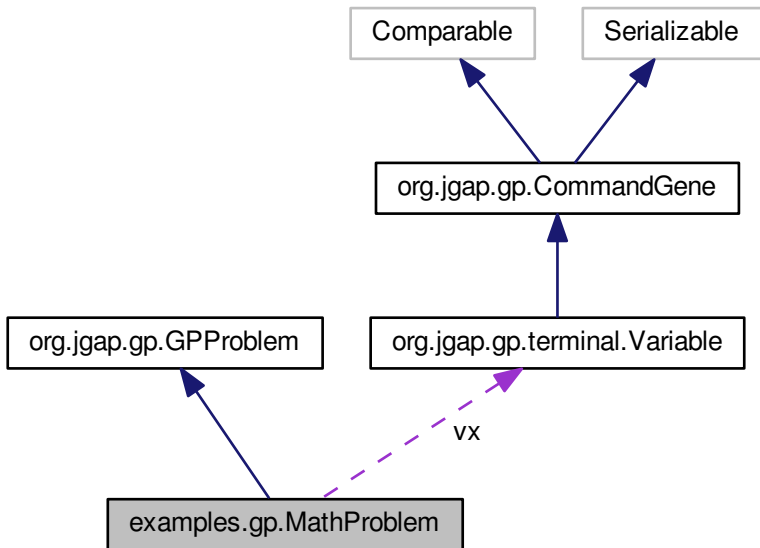 Comparable
Serializable
org.jgap.gp.CommandGene
org.jgap.gp.GPProblem
org.jgap.gp.terminal.Variable
vx
examples.gp.MathProblem